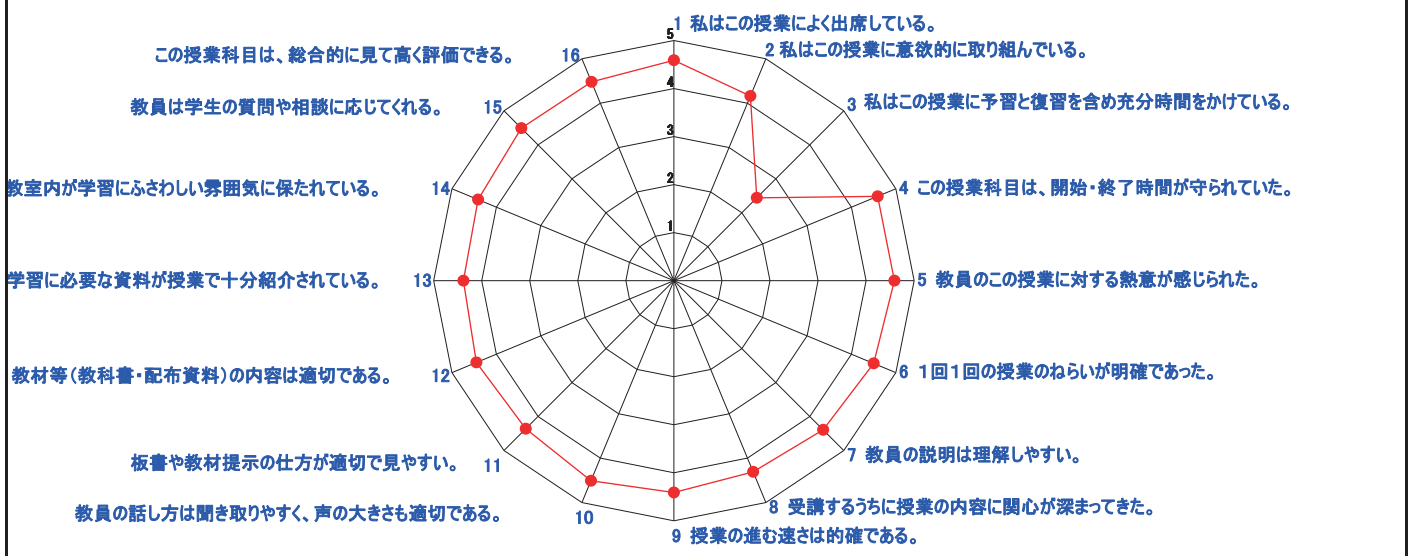 1 私はこの授業によく出席している。
2 私はこの授業に意欲的に取り組んでいる。
3 私はこの授業に予習と復習を含め充分時間をかけている。
4 この授業科目は、開始・終了時間が守られていた。
5 教員のこの授業に対する熱意が感じられた。
6 1回1回の授業のねらいが明確であった。
7 教員の説明は理解しやすい。
8 受講するうちに授業の内容に関心が深まってきた。
9 授業の進む速さは的確である。
教員の話し方は聞き取りやすく、声の大きさも適切である。 10
板書や教材提示の仕方が適切で見やすい。 11
教材等(教科書・配布資料)の内容は適切である。 12
学習に必要な資料が授業で十分紹介されている。 13
教室内が学習にふさわしい雰囲気に保たれている。 14
教員は学生の質問や相談に応じてくれる。 15
この授業科目は、総合的に見て高く評価できる。 16
5
4
3
2
1